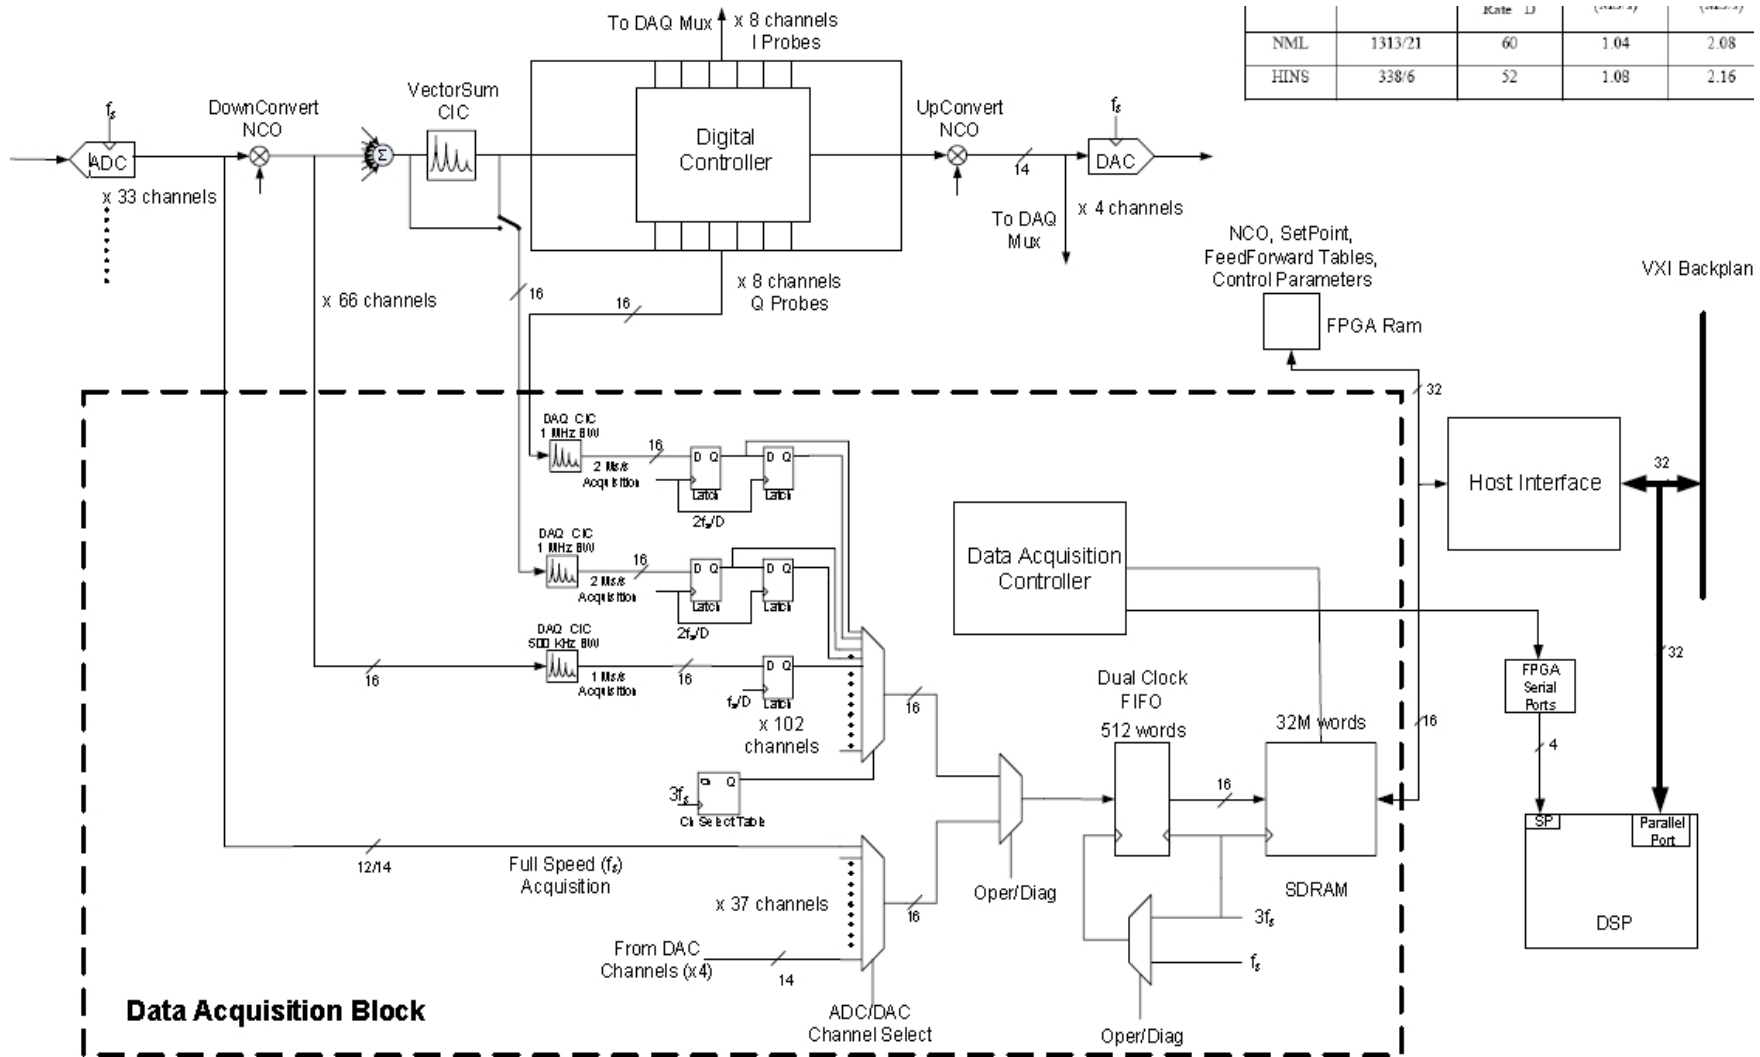 To DAQ Mux
x 8 channels
I Probes
Rate D
NML 1313/21 60 1.04 2.08
HINS 338/6 52 1.08 2.16
fs
ADC
x 33 channels
DownConvert
NCO
Σ
VectorSum
CIC
Digital
Controller
UpConvert
NCO
14
fs
DAC
To DAQ
Mux
x 4 channels
x 66 channels
16
16
x 8 channels
Q Probes
NCO, SetPoint,
FeedForward Tables,
Control Parameters
FPGA Ram
VXI Backplan
32
Host Interface
32
32
DAQ CIC
1 MHz BW
16
2 Ms/s
Acquisition
D Q
Latch
D Q
Latch
2fs/D
DAQ CIC
1 MHz BW
16
2 Ms/s
Acquisition
D Q
Latch
D Q
Latch
2fs/D
DAQ CIC
500 KHz BW
16
1 Ms/s
Acquisition
16
D Q
fs/D
Latch
x 102
channels
16
Q
3fs
Ch Select Table
Data Acquisition
Controller
FPGA
Serial
Ports
4
16
Dual Clock
FIFO
512 words
32M words
16
SDRAM
SP
Parallel
Port
DSP
12/14
Full Speed (fs)
Acquisition
x 37 channels
16
Oper/Diag
From DAC
Channels (x4)
14
3fs
fs
ADC/DAC
Channel Select
Oper/Diag
Data Acquisition Block